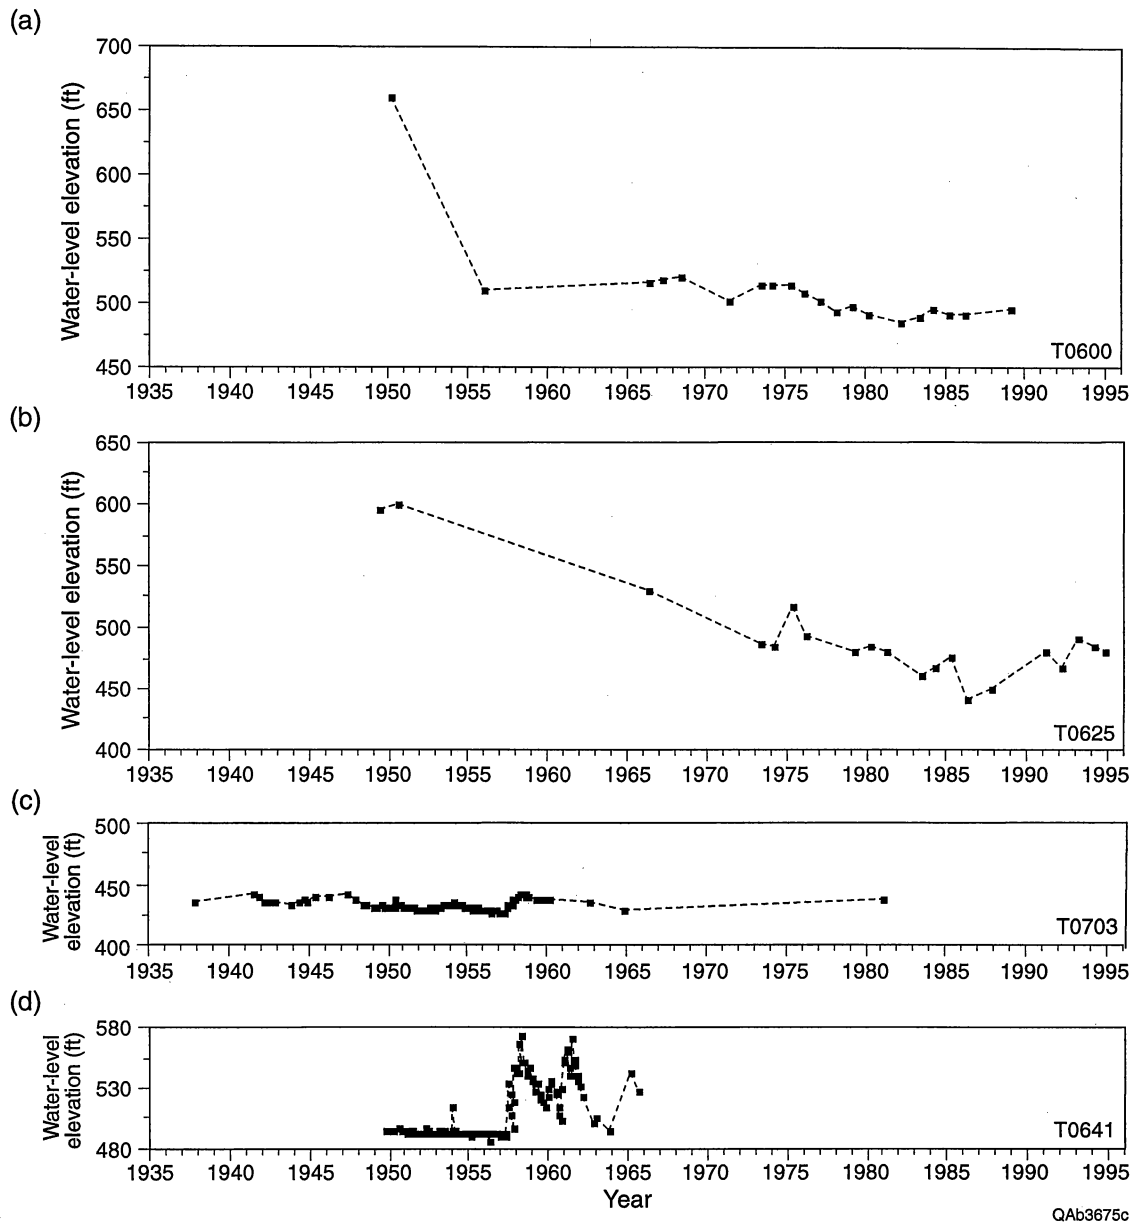 (a)
700
650
600
550
500
450
Water-level elevation (ft)
T0600
1935 1940 1945 1950 1955 1960 1965 1970 1975 1980 1985 1990 1995
(b)
650
600
550
500
450
400
Water-level elevation (ft)
T0625
1935 1940 1945 1950 1955 1960 1965 1970 1975 1980 1985 1990 1995
(c)
500
450
400
Water-level
elevation (ft)
T0703
1935 1940 1945 1950 1955 1960 1965 1970 1975 1980 1985 1990 1995
(d)
580
530
480
Water-level
elevation (ft)
T0641
1935 1940 1945 1950 1955 1960 1965 1970 1975 1980 1985 1990 1995
Year
QAb3675c